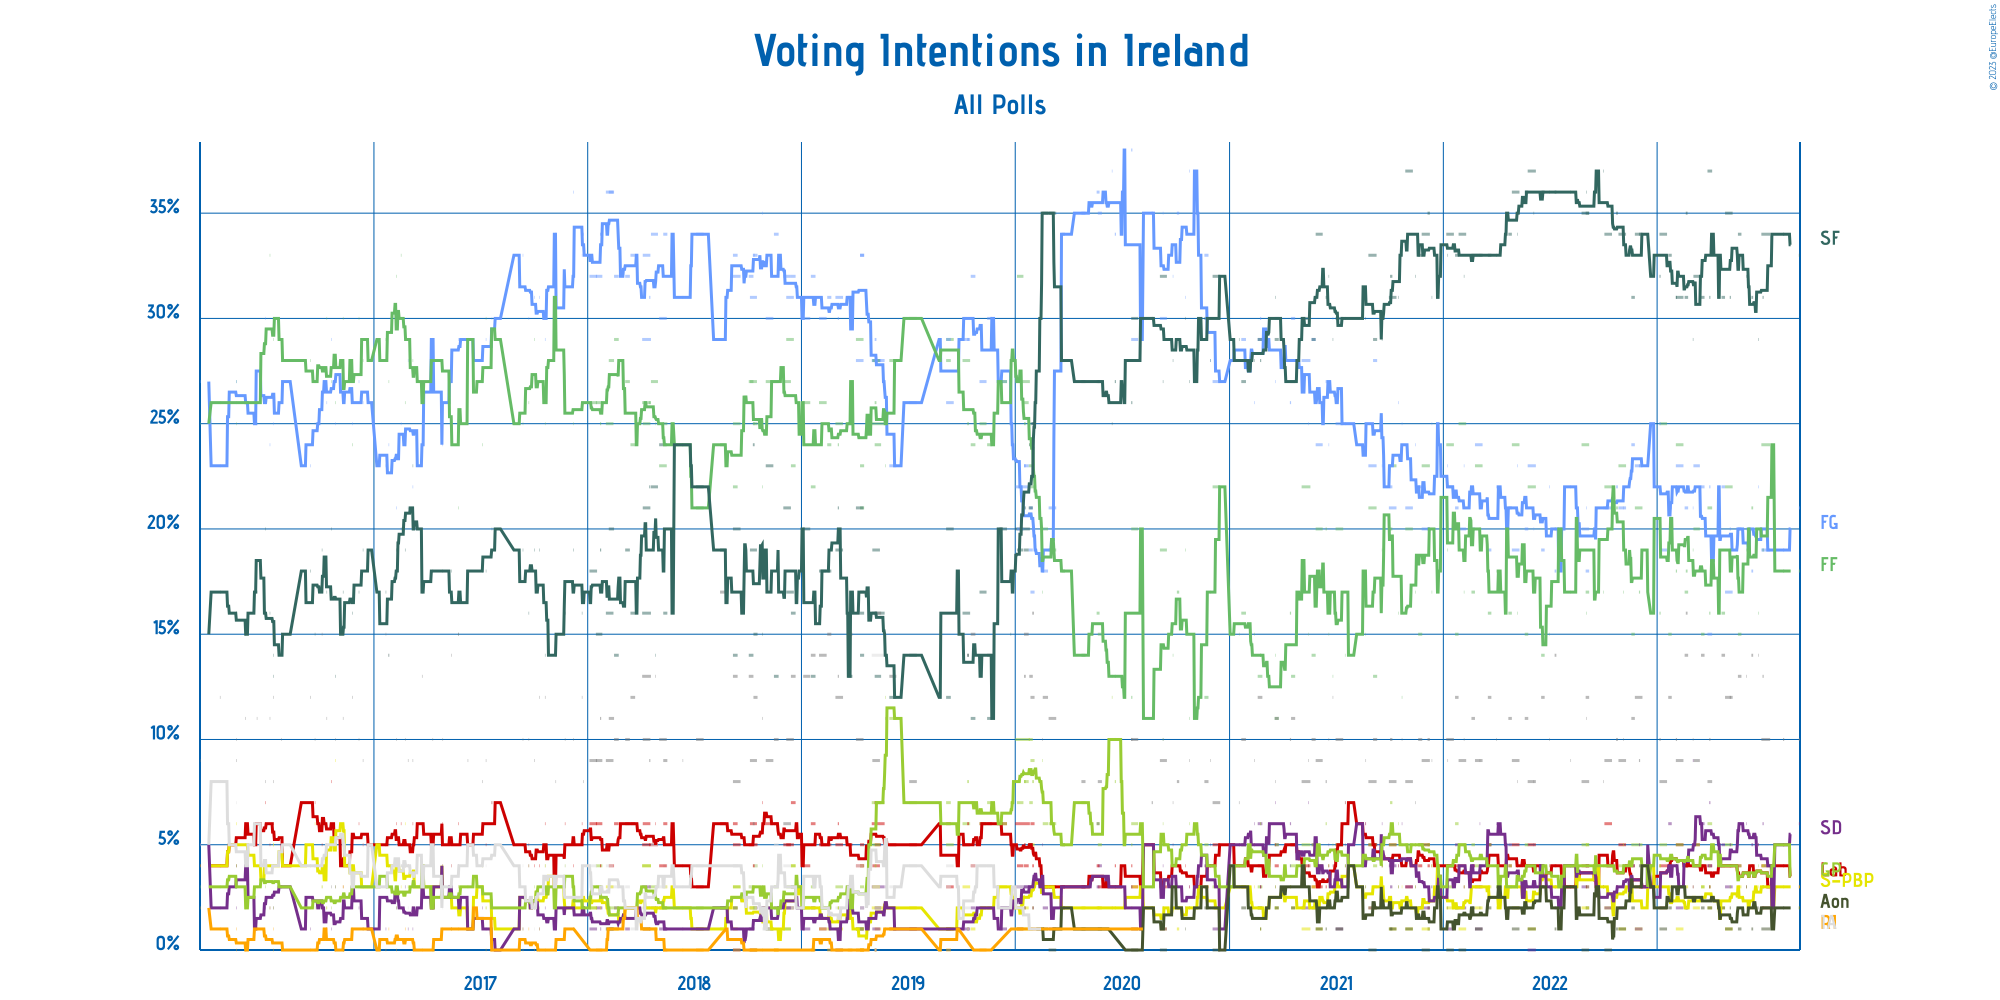 © 2023 @EuropeElects
Voting Intentions in Ireland
All Polls
35%
30%
25%
20%
15%
10%
5%
0%
SF
FG
FF
SD
Lab
S-PBP
Aon
2017
2018
2019
2020
2021
2022